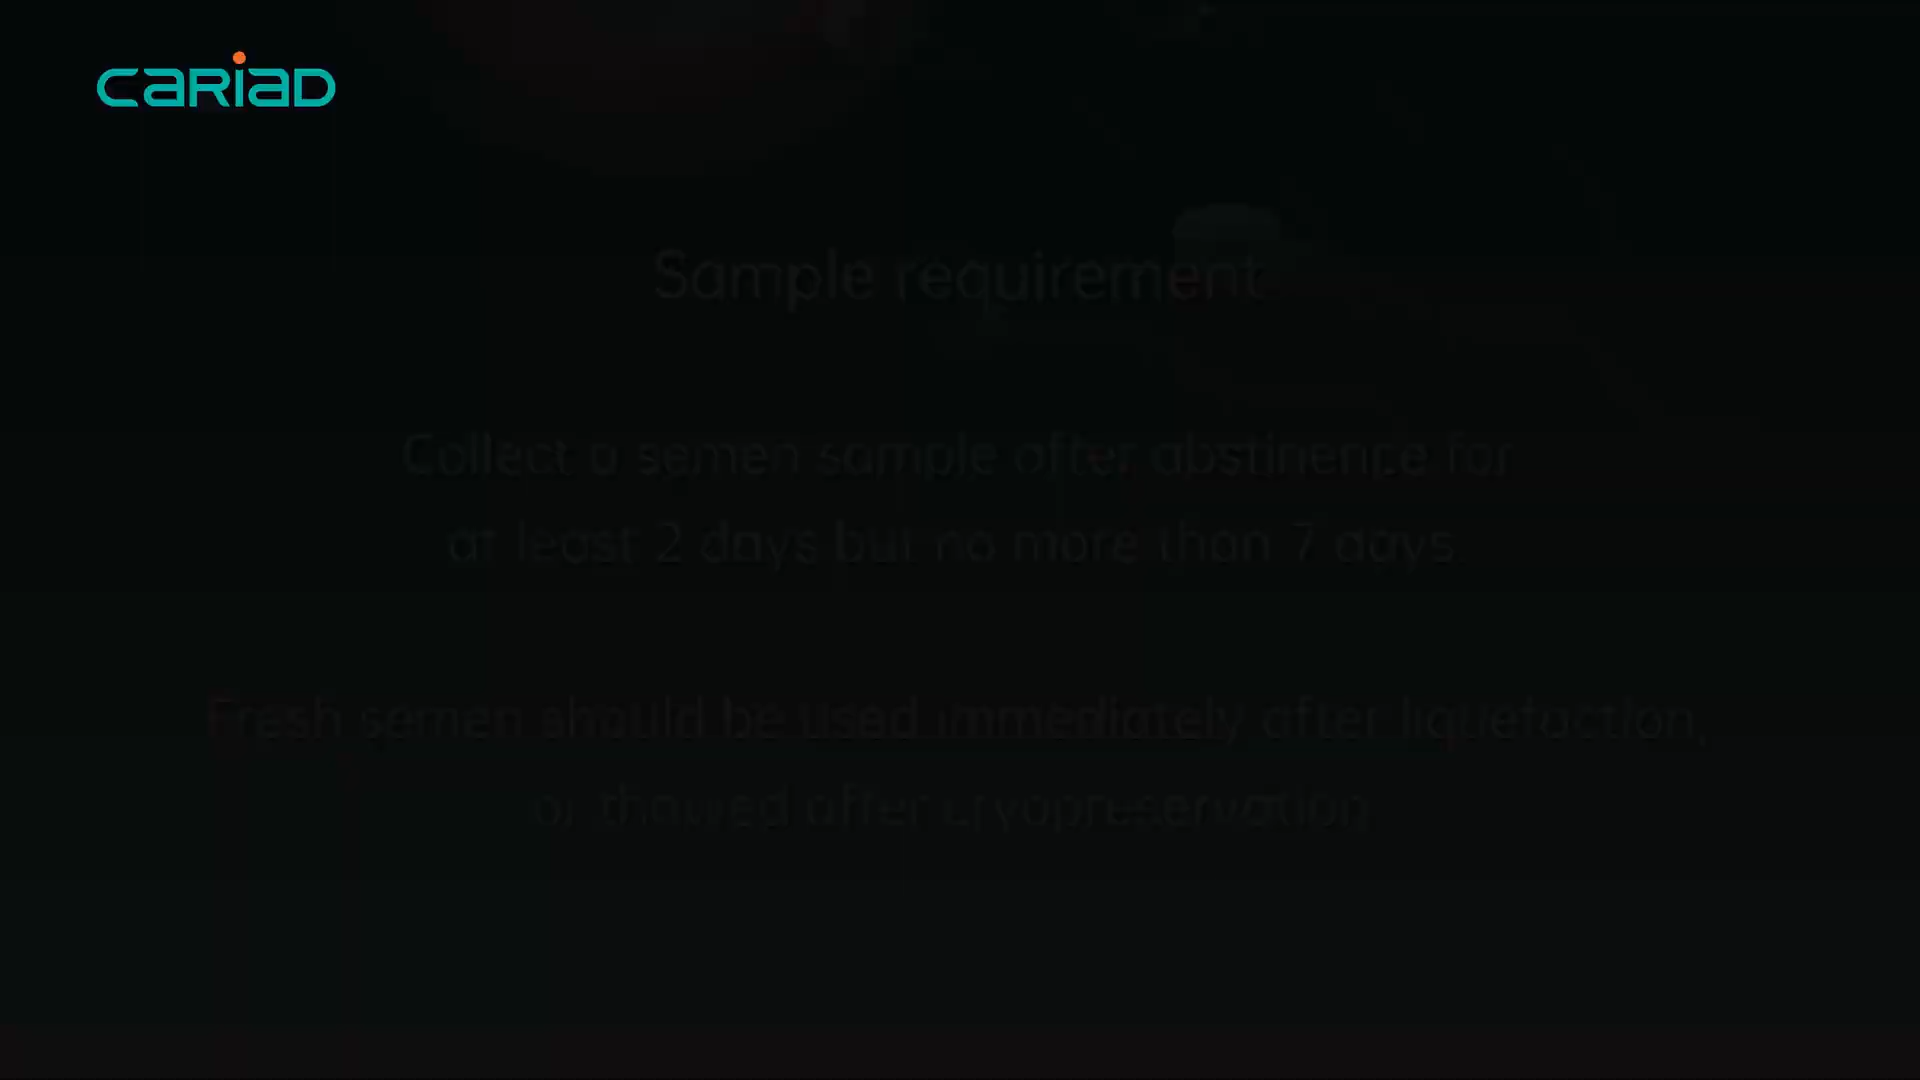 CARIAD
Sample requirement
Collect a semen sample after abstinence for
at least 2 days but no more than 7 days.
Fresh semen should be used immediately after liquefaction,
or thawed after cryopreservation